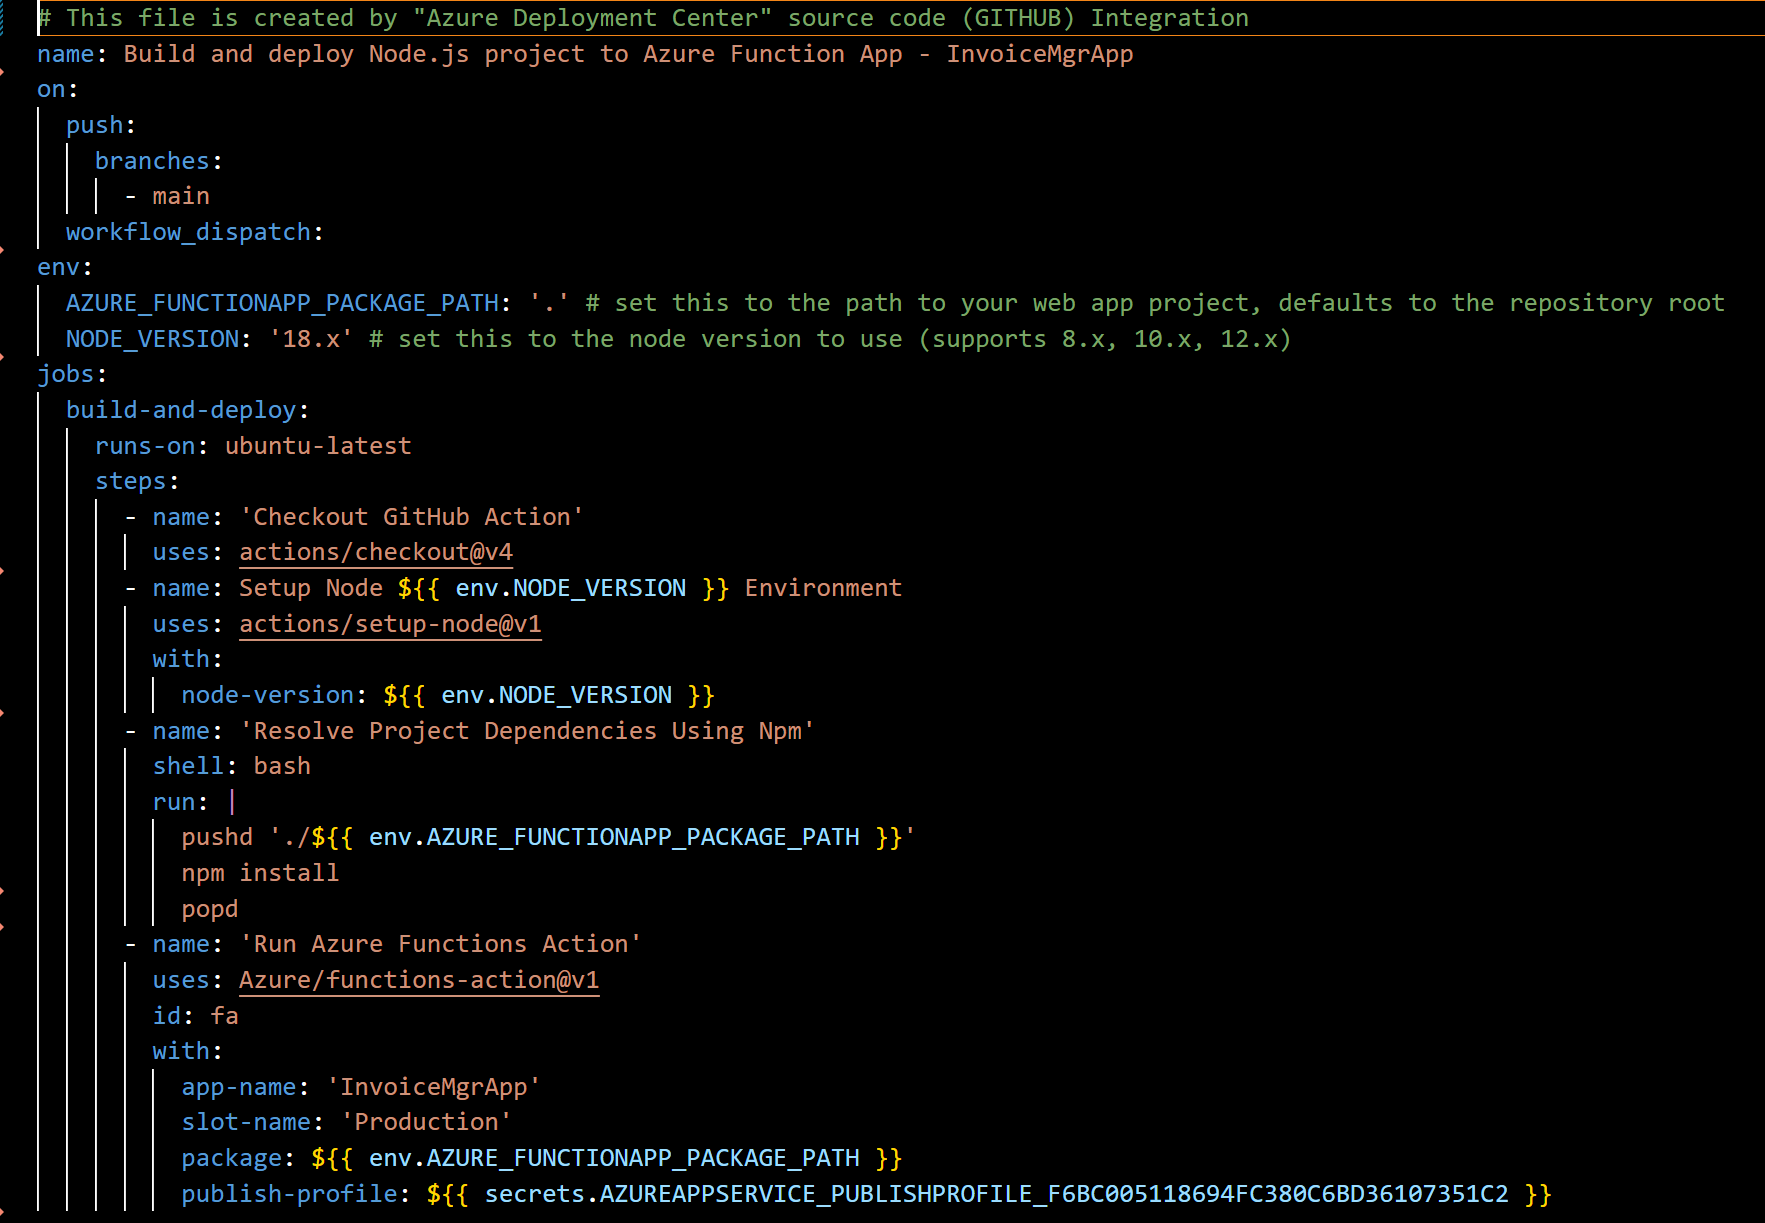 # This file is created by "Azure Deployment Center" source code (GITHUB) Integration
name: Build and deploy Node.js project to Azure Function App - InvoiceMgrApp
on:
  push:
    branches:
      - main
  workflow_dispatch:
env:
  AZURE_FUNCTIONAPP_PACKAGE_PATH: '.' # set this to the path to your web app project, defaults to the repository root
  NODE_VERSION: '18.x' # set this to the node version to use (supports 8.x, 10.x, 12.x)
jobs:
  build-and-deploy:
    runs-on: ubuntu-latest
    steps:
      - name: 'Checkout GitHub Action'
        uses: actions/checkout@v4
      - name: Setup Node ${{ env.NODE_VERSION }} Environment
        uses: actions/setup-node@v1
        with:
          node-version: ${{ env.NODE_VERSION }}
      - name: 'Resolve Project Dependencies Using Npm'
        shell: bash
        run: |
          pushd './${{ env.AZURE_FUNCTIONAPP_PACKAGE_PATH }}'
          npm install
          popd
      - name: 'Run Azure Functions Action'
        uses: Azure/functions-action@v1
        id: fa
        with:
          app-name: 'InvoiceMgrApp'
          slot-name: 'Production'
          package: ${{ env.AZURE_FUNCTIONAPP_PACKAGE_PATH }}
          publish-profile: ${{ secrets.AZUREAPPSERVICE_PUBLISHPROFILE_F6BC005118694FC380C6BD36107351C2 }}